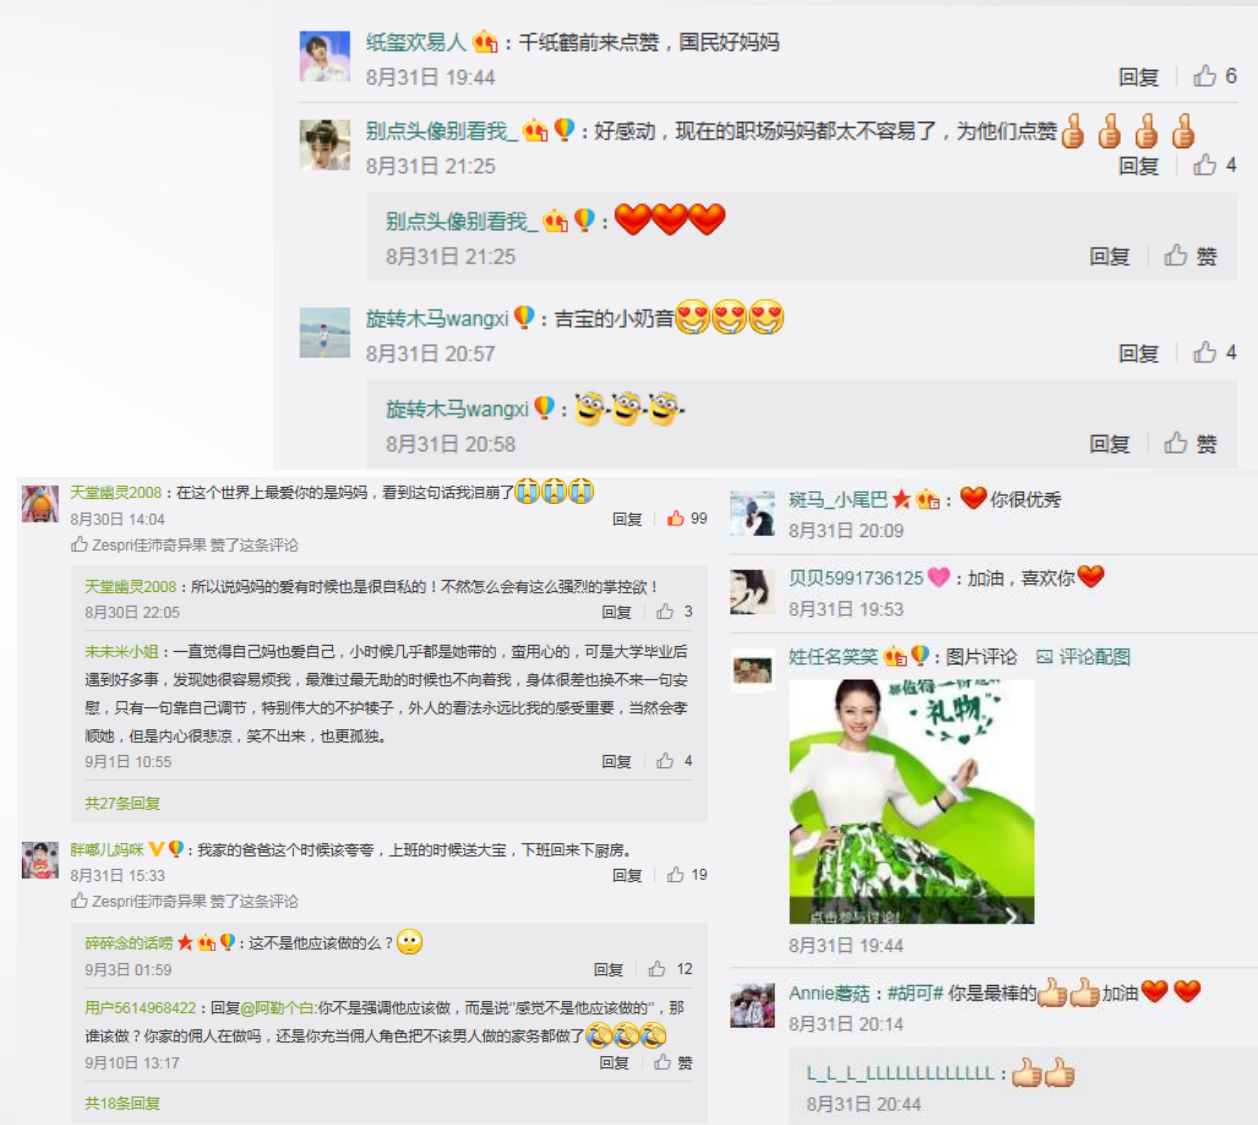 纸玺欢易人：千纸鹤前来点赞，国民好妈妈
8月31日 19:44
回复 6
别点头像别看我_：好感动，现在的职场妈妈都太不容易了，为他们点赞
8月31日 21:25
回复 4
别点头像别看我_：
8月31日 21:25
回复 赞
旋转木马wangxi：吉宝的小奶音
8月31日 20:57
回复 4
旋转木马wangxi：
8月31日 20:58
回复 赞
天堂幽灵2008：在这个世界上最爱你的是妈妈，看到这句话我泪崩了
8月30日 14:04
回复 99
Zespri佳沛奇异果 赞了这条评论
天堂幽灵2008：所以说妈妈的爱有时候也是很自私的！不然怎么会有这么强烈的掌控欲！
8月30日 22:05
回复 3
未未米小姐：一直觉得自己妈也爱自己，小时候几乎都是她带的，蛮用心的，可是大学毕业后
遇到好多事，发现她很容易烦我，最难过最无助的时候也不向着我，身体很差也换不来一句安
慰，只有一句靠自己调节，特别伟大的不护犊子，外人的看法永远比我的感受重要，当然会孝
顺她，但是内心很悲凉，笑不出来，也更孤独。
9月1日 10:55
回复 4
共27条回复
胖嘟儿妈咪：我家的爸爸这个时候该夸夸，上班的时候送大宝，下班回来下厨房。
8月31日 15:33
回复 19
Zespri佳沛奇异果 赞了这条评论
碎碎念的话唠：这不是他应该做的么？
9月3日 01:59
回复 12
用户5614968422：回复@阿勒个白:你不是强调他应该做，而是说“感觉不是他应该做的”，那
谁该做？你家的佣人在做吗，还是你充当佣人角色把不该男人做的家务都做了
9月10日 13:17
回复 赞
共18条回复
斑马_小尾巴：你很优秀
8月31日 20:09
贝贝5991736125：加油，喜欢你
8月31日 19:53
姓任名笑笑：图片评论 评论配图
礼物
点击参与讨论!
8月31日 19:44
Annie蘑菇：#胡可# 你是最棒的加油
8月31日 20:14
L_L_L_LLLLLLLLLLLLL：
8月31日 20:44